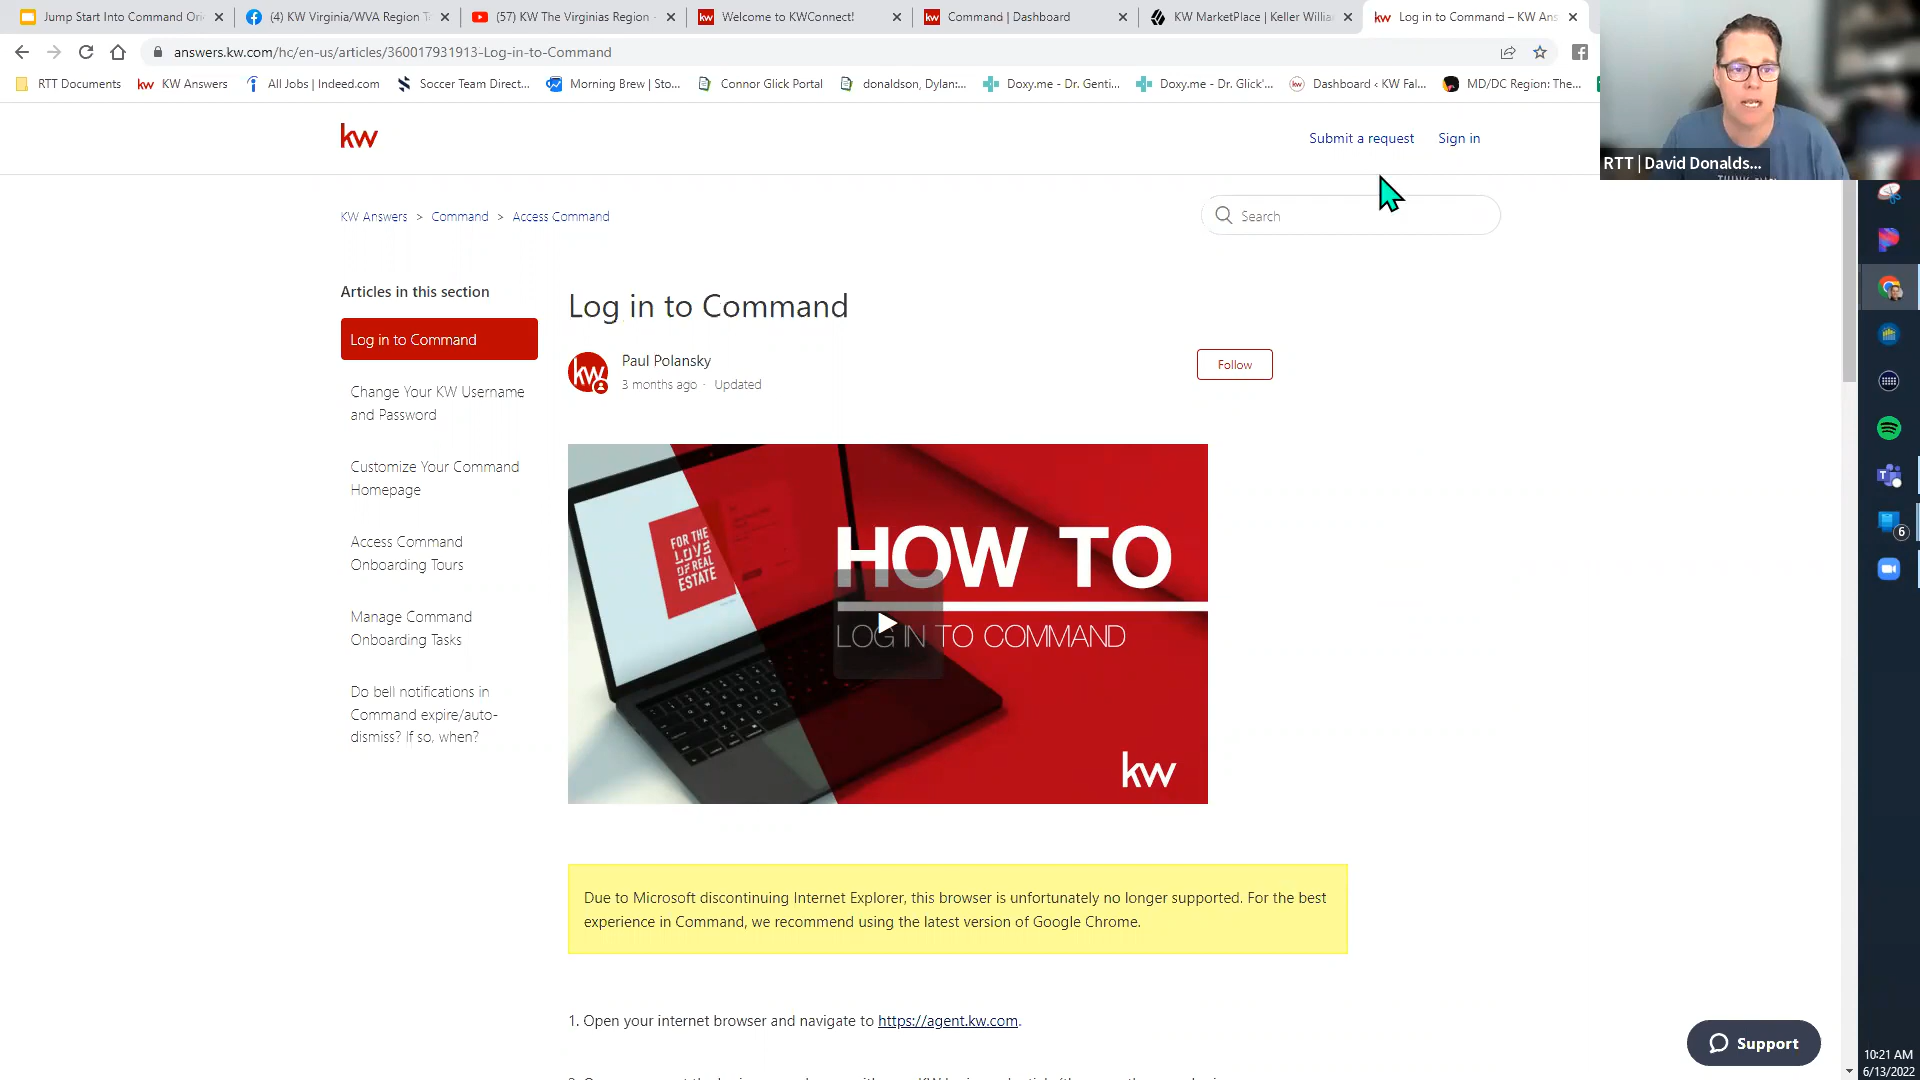 Jump Start Into Command Ori
(4) KW Virginia/WVA Region T
(57) KW The Virginias Region
Welcome to KWConnect!
Command | Dashboard
KW MarketPlace | Keller Willia
Log in to Command – KW Ans
answers.kw.com/hc/en-us/articles/360017931913-Log-in-to-Command
RTT Documents
KW Answers
All Jobs | Indeed.com
Soccer Team Direct...
Morning Brew | Sto...
Connor Glick Portal
donaldson, Dylan:...
Doxy.me - Dr. Genti...
Doxy.me - Dr. Glick'...
Dashboard ‹ KW Fal...
MD/DC Region: The...
RTT | David Donalds...
kw
Submit a request
Sign in
KW Answers > Command > Access Command
Search
Articles in this section
Log in to Command
Change Your KW Username
and Password
Customize Your Command
Homepage
Access Command
Onboarding Tours
Manage Command
Onboarding Tasks
Do bell notifications in
Command expire/auto-
dismiss? If so, when?
Log in to Command
kw
Paul Polansky
3 months ago · Updated
Follow
FOR THE
LOVE
OF REAL
ESTATE
HOW TO
LOG IN TO COMMAND
kw
Due to Microsoft discontinuing Internet Explorer, this browser is unfortunately no longer supported. For the best
experience in Command, we recommend using the latest version of Google Chrome.
1. Open your internet browser and navigate to https://agent.kw.com.
Support
6
10:21 AM
6/13/2022